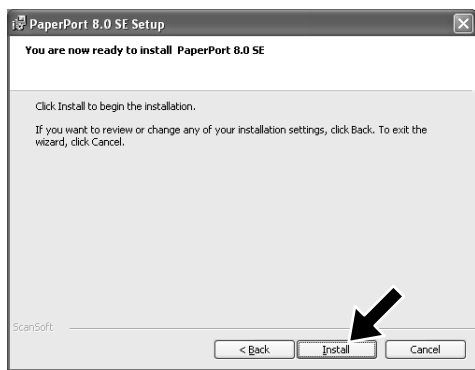 PaperPort 8.0 SE Setup
You are now ready to install PaperPort 8.0 SE
Click Install to begin the installation.
If you want to review or change any of your installation settings, click Back. To exit the
wizard, click Cancel.
ScanSoft
< Back Install Cancel